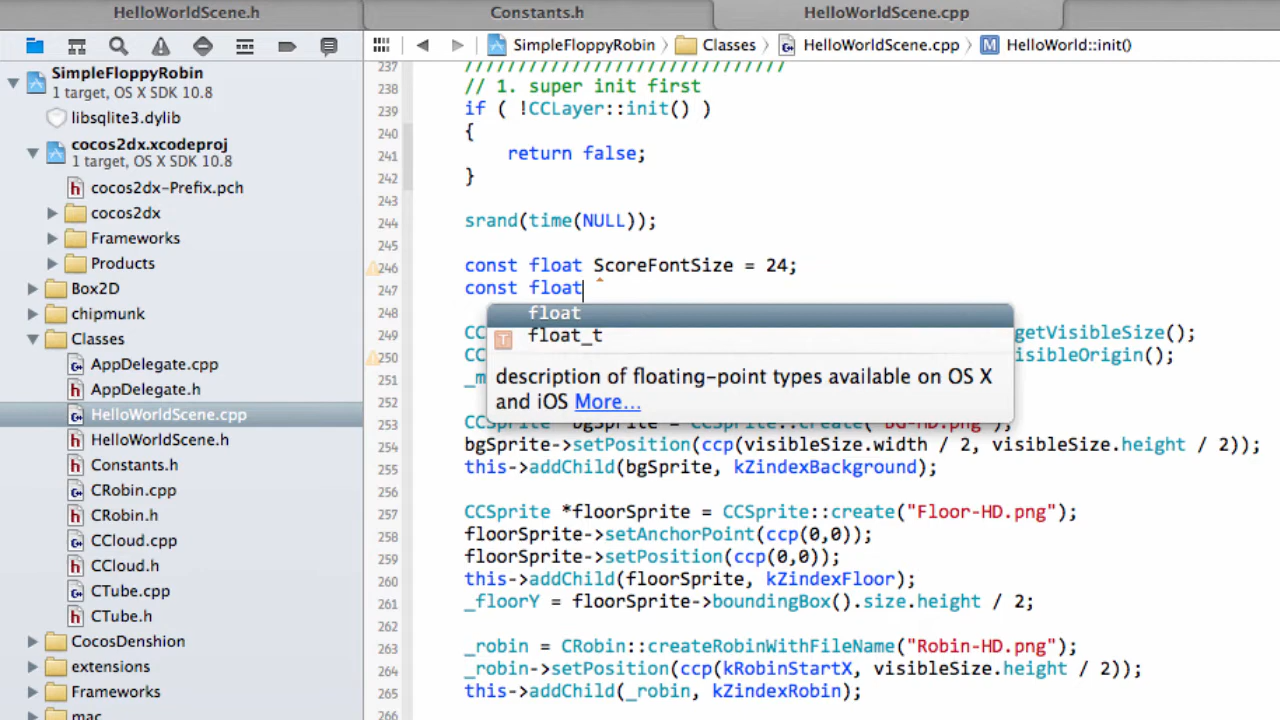 HelloWorldScene.h
Constants.h
HelloWorldScene.cpp
SimpleFloppyRobin
Classes
HelloWorldScene.cpp
M
HelloWorld::init()
SimpleFloppyRobin
1 target, OS X SDK 10.8
libsqlite3.dylib
cocos2dx.xcodeproj
1 target, OS X SDK 10.8
h cocos2dx-Prefix.pch
cocos2dx
Frameworks
Products
Box2D
chipmunk
Classes
AppDelegate.cpp
h AppDelegate.h
HelloWorldScene.cpp
h HelloWorldScene.h
h Constants.h
CRobin.cpp
h CRobin.h
CCloud.cpp
h CCloud.h
CTube.cpp
h CTube.h
CocosDenshion
extensions
Frameworks
mac
237 //////////////////////////////
238 // 1. super init first
239 if ( !CCLayer::init() )
240 {
241 return false;
242 }
243
244 srand(time(NULL));
245
246 const float ScoreFontSize = 24;
247 const float
248
249 CC
getVisibleSize();
250 CC
isibleOrigin();
251 _m
float
T float_t
description of floating-point types available on OS X
and iOS More...
253 CCSprite *bgSprite = CCSprite::create("BG-HD.png");
254 bgSprite->setPosition(ccp(visibleSize.width / 2, visibleSize.height / 2));
255 this->addChild(bgSprite, kZindexBackground);
256
257 CCSprite *floorSprite = CCSprite::create("Floor-HD.png");
258 floorSprite->setAnchorPoint(ccp(0,0));
259 floorSprite->setPosition(ccp(0,0));
260 this->addChild(floorSprite, kZindexFloor);
261 _floorY = floorSprite->boundingBox().size.height / 2;
262
263 _robin = CRobin::createRobinWithFileName("Robin-HD.png");
264 _robin->setPosition(ccp(kRobinStartX, visibleSize.height / 2));
265 this->addChild(_robin, kZindexRobin);
266